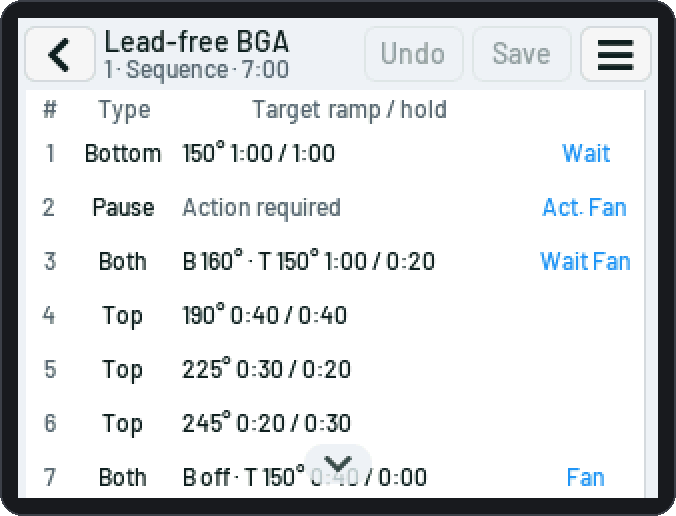 Lead-free BGA
1 · Sequence · 7:00
Undo
Save
# Type Target ramp / hold
1 Bottom 150° 1:00 / 1:00 Wait
2 Pause Action required Act. Fan
3 Both B 160° · T 150° 1:00 / 0:20 Wait Fan
4 Top 190° 0:40 / 0:40
5 Top 225° 0:30 / 0:20
6 Top 245° 0:20 / 0:30
7 Both B off · T 150° 0:40 / 0:00 Fan